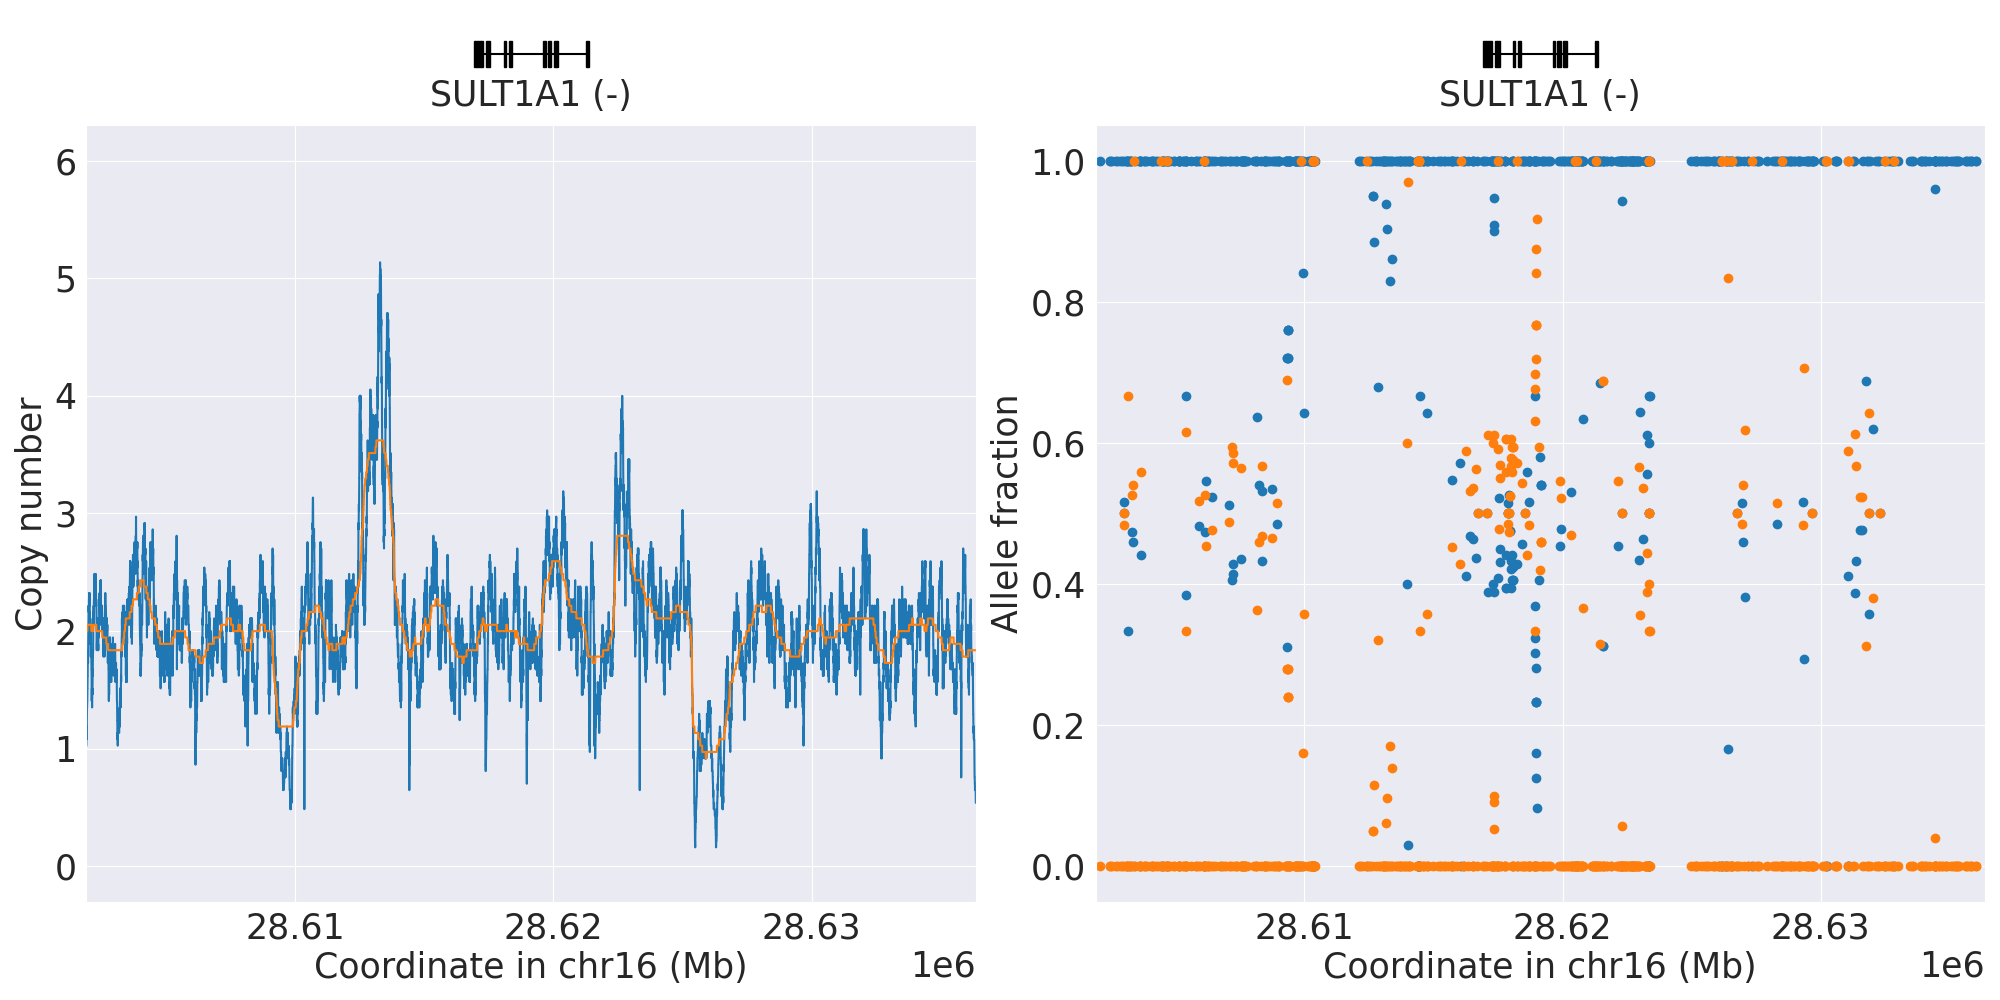 SULT1A1 (-)
6
5
4
3
2
1
0
Copy number
28.61
28.62
28.63
Coordinate in chr16 (Mb)
1e6
SULT1A1 (-)
1.0
0.8
0.6
0.4
0.2
0.0
Allele fraction
28.61
28.62
28.63
Coordinate in chr16 (Mb)
1e6